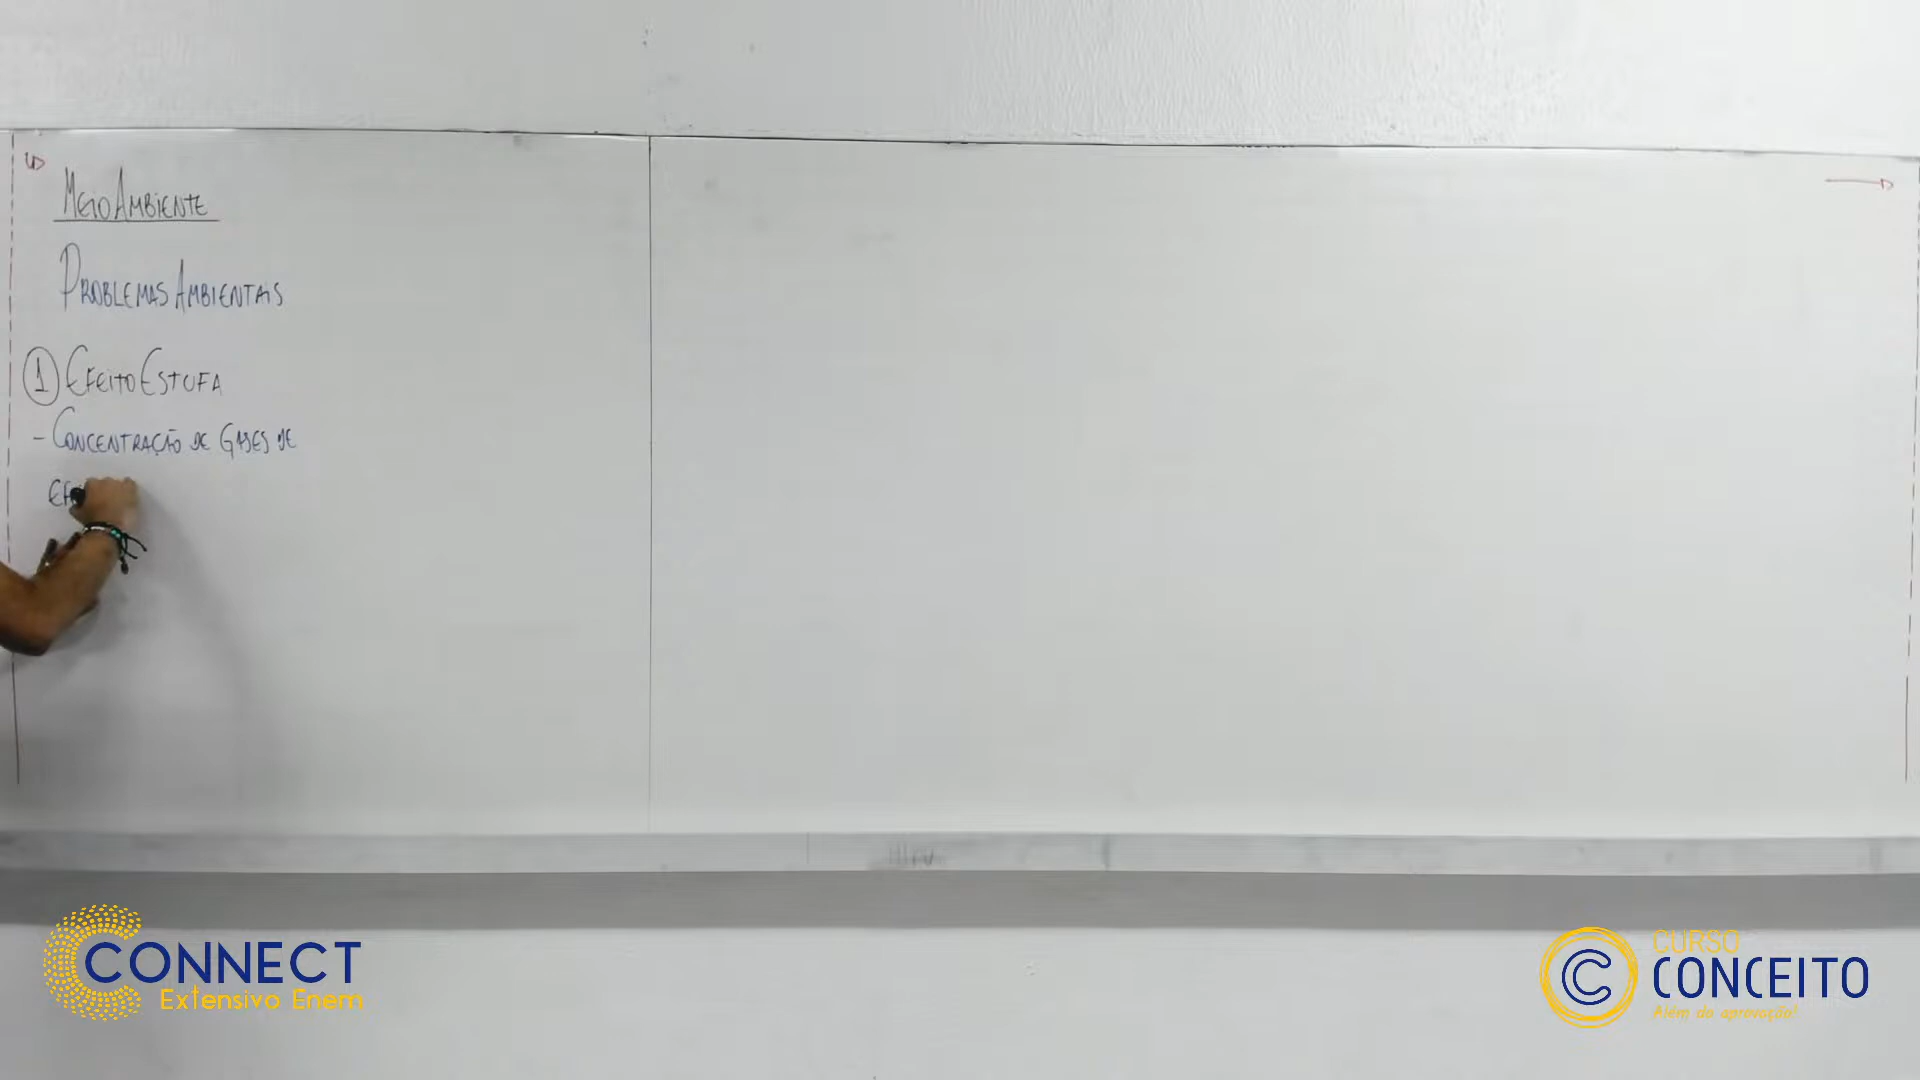 Meio Ambiente
Problemas Ambientais
① Efeito Estufa
- Concentração de Gases de
CONNECT
Extensivo Enem
CURSO
CONCEITO
Além da aprovação!